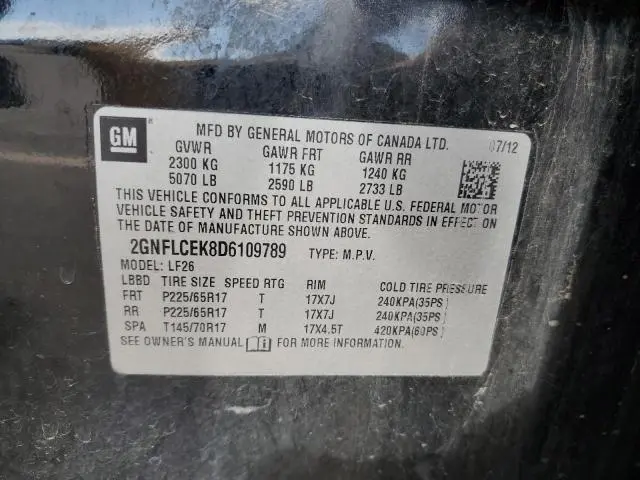 GM
MFD BY GENERAL MOTORS OF CANADA LTD. 07/12
GVWR GAWR FRT GAWR RR
2300 KG 1175 KG 1240 KG
5070 LB 2590 LB 2733 LB
THIS VEHICLE CONFORMS TO ALL APPLICABLE U.S. FEDERAL MOTOR
VEHICLE SAFETY AND THEFT PREVENTION STANDARDS IN EFFECT ON
THE DATE OF MANUFACTURE SHOWN ABOVE.
2GNFLCEK8D6109789 TYPE: M.P.V.
MODEL: LF26
LBBD TIRE SIZE SPEED RTG RIM COLD TIRE PRESSURE
FRT P225/65R17 T 17X7J 240KPA(35PS
RR P225/65R17 T 17X7J 240KPA(35PS
SPA T145/70R17 M 17X4.5T 420KPA(60PS
SEE OWNER'S MANUAL FOR MORE INFORMATION.